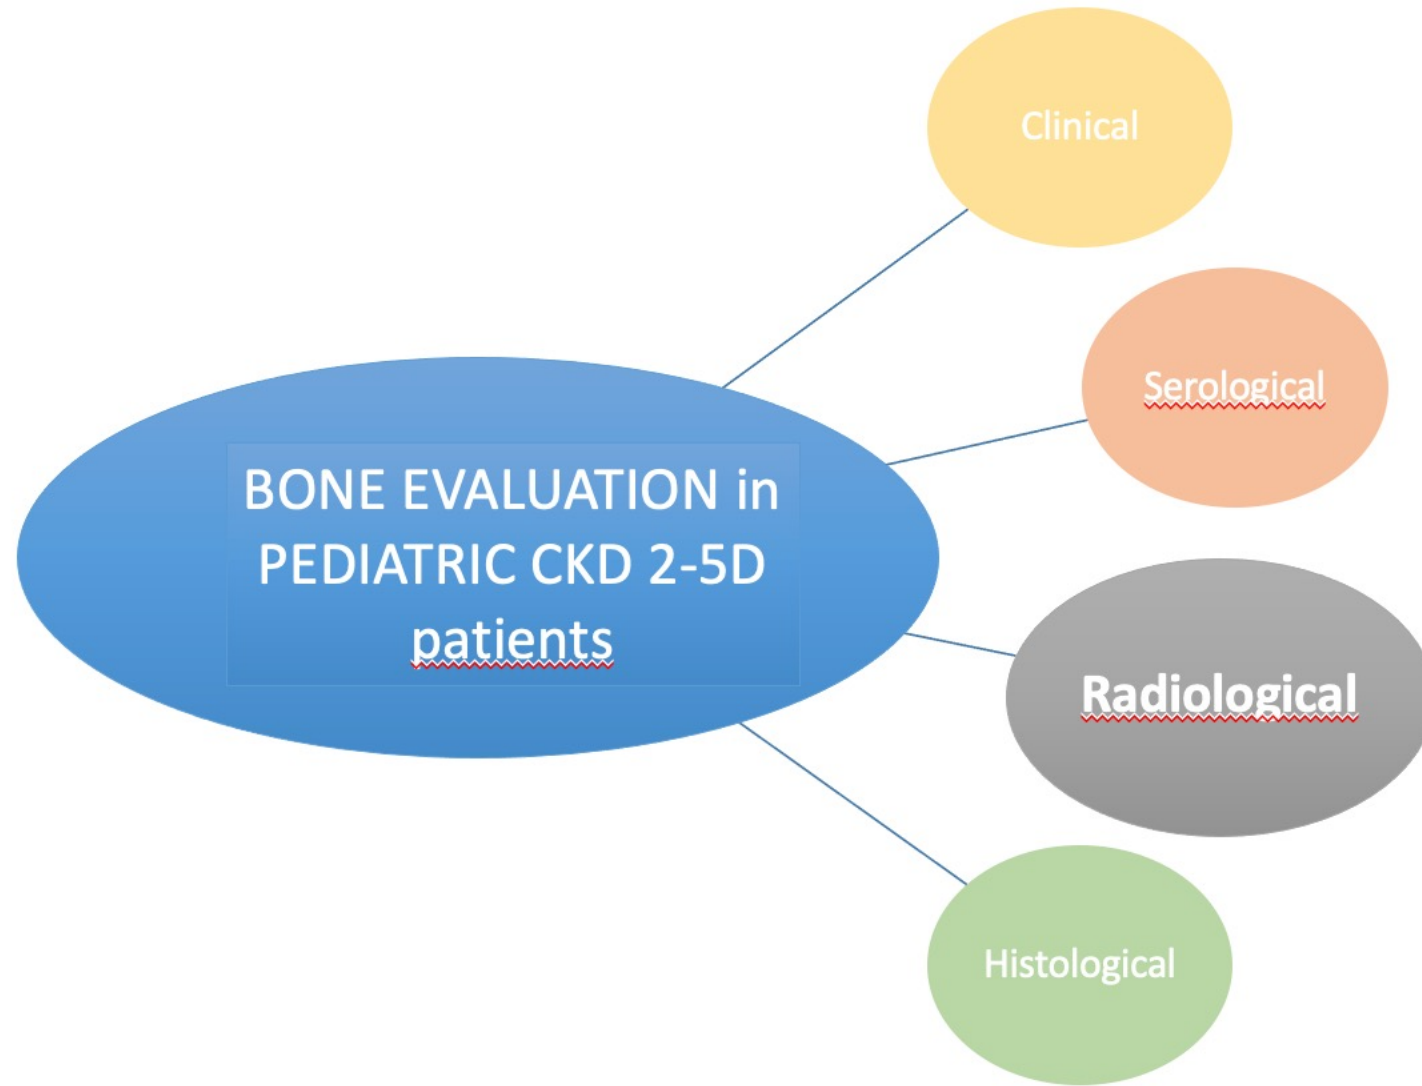 Clinical
Serological
BONE EVALUATION in
PEDIATRIC CKD 2-5D
patients
Radiological
Histological